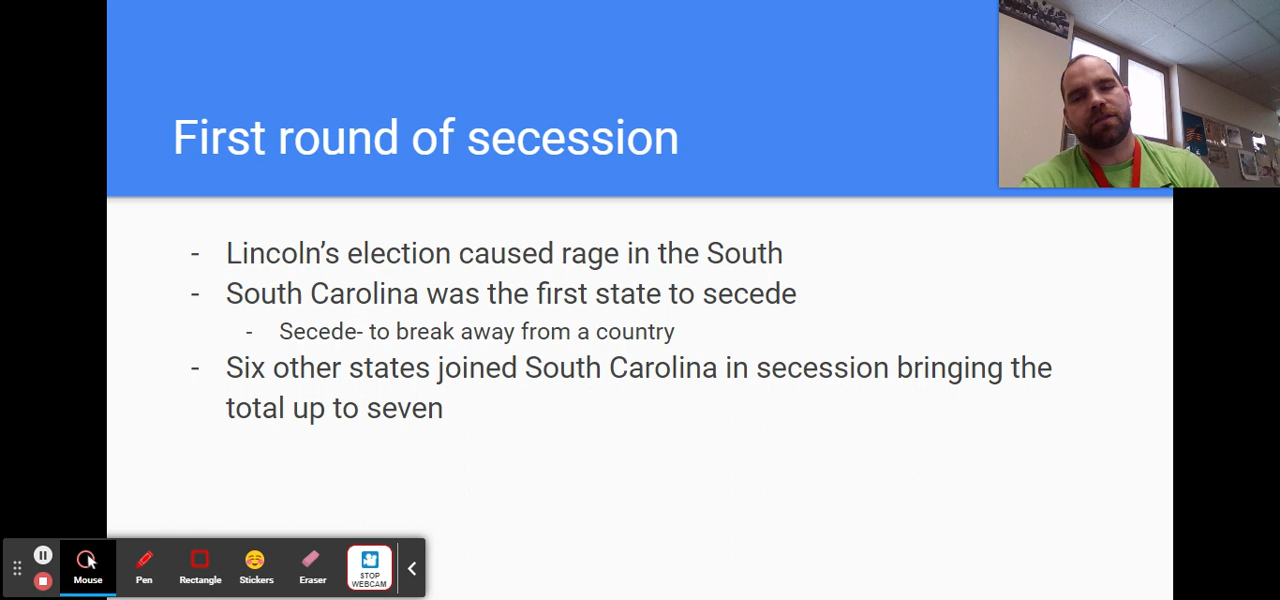 First round of secession
- Lincoln’s election caused rage in the South
- South Carolina was the first state to secede
- Secede- to break away from a country
- Six other states joined South Carolina in secession bringing the
total up to seven
Mouse
Pen
Rectangle
Stickers
Eraser
STOP
WEBCAM